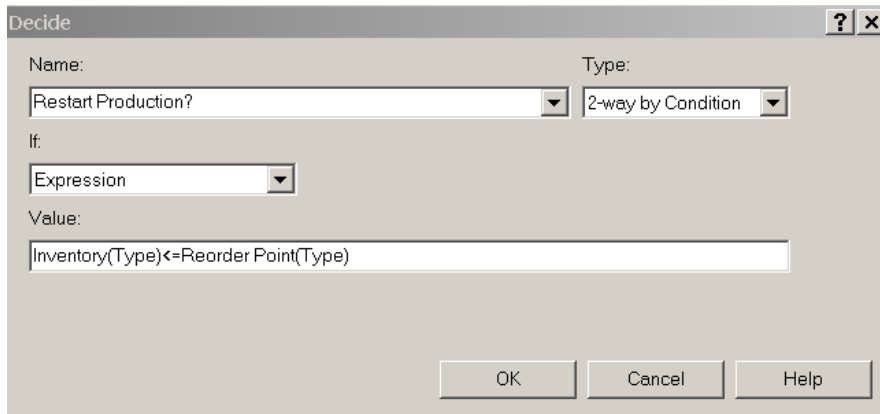 Decide ? ×
Name: Type:
Restart Production? 2-way by Condition
If:
Expression
Value:
Inventory(Type)<=Reorder Point(Type)
OK Cancel Help